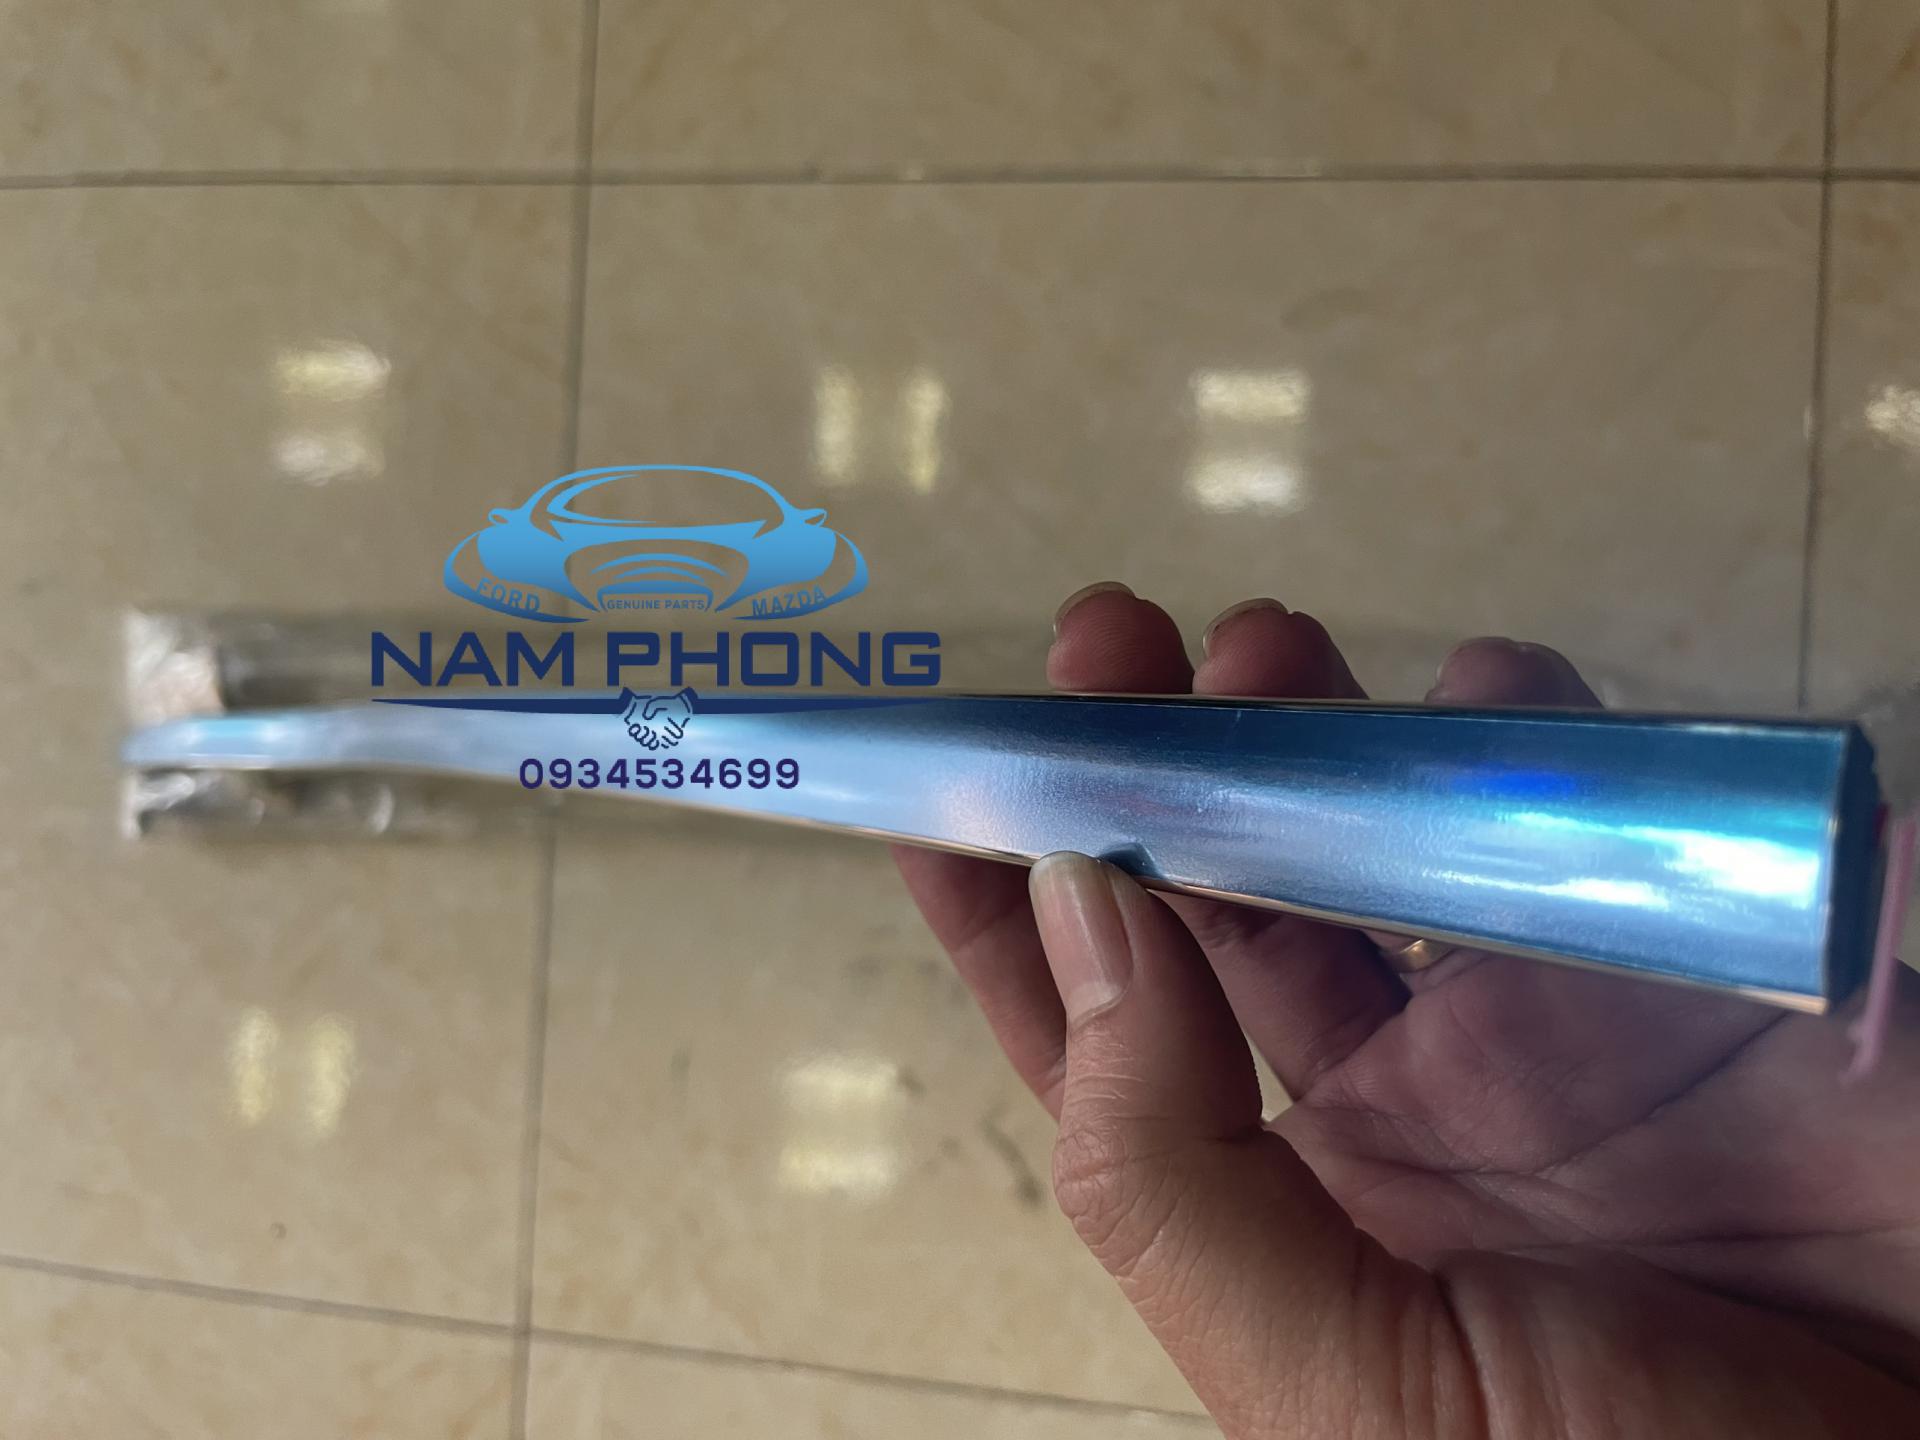 FORD
GENUINE PARTS
MAZDA
NAM PHONG
0934534699